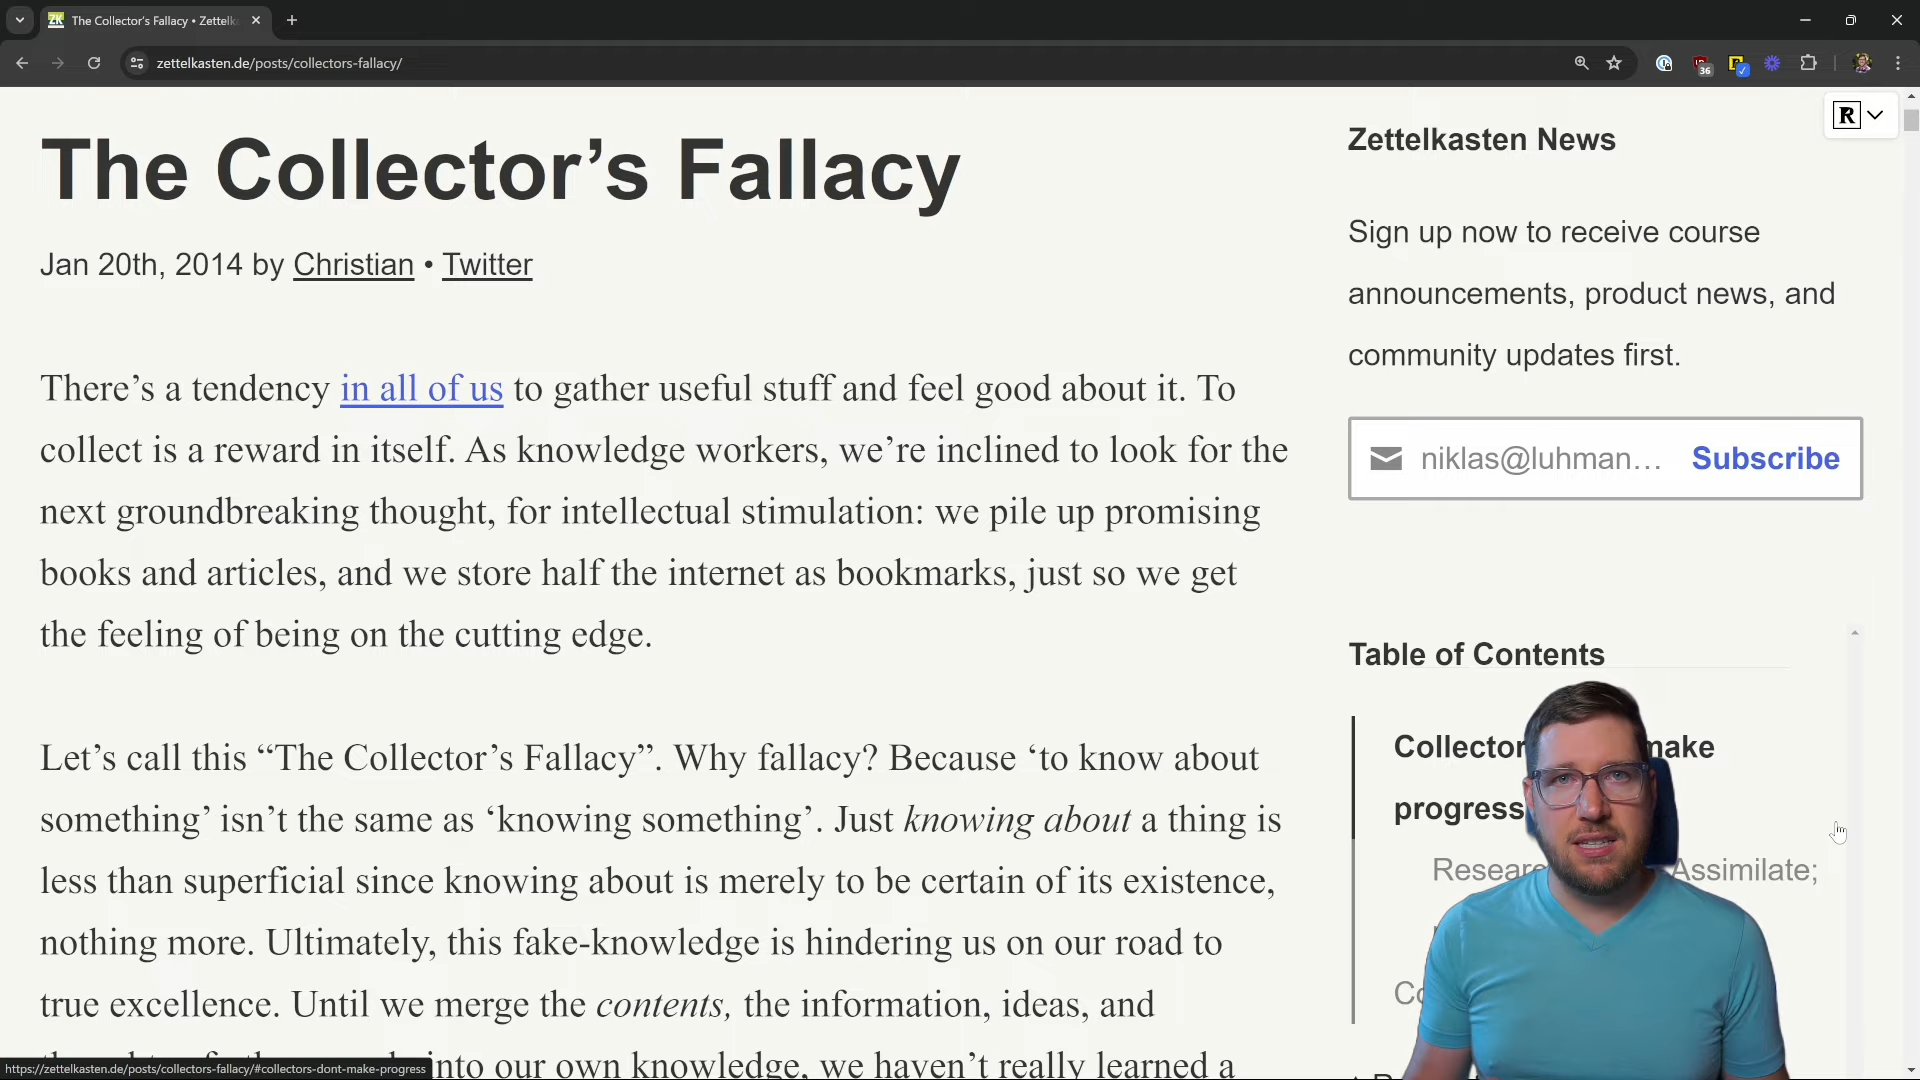 The Collector's Fallacy • Zettelk
zettelkasten.de/posts/collectors-fallacy/
36
R
The Collector’s Fallacy
Jan 20th, 2014 by Christian • Twitter
There’s a tendency in all of us to gather useful stuff and feel good about it. To
collect is a reward in itself. As knowledge workers, we’re inclined to look for the
next groundbreaking thought, for intellectual stimulation: we pile up promising
books and articles, and we store half the internet as bookmarks, just so we get
the feeling of being on the cutting edge.
Let’s call this “The Collector’s Fallacy”. Why fallacy? Because ‘to know about
something’ isn’t the same as ‘knowing something’. Just knowing about a thing is
less than superficial since knowing about is merely to be certain of its existence,
nothing more. Ultimately, this fake-knowledge is hindering us on our road to
true excellence. Until we merge the contents, the information, ideas, and
into our own knowledge, we haven’t really learned a
https://zettelkasten.de/posts/collectors-fallacy/#collectors-dont-make-progress
Zettelkasten News
Sign up now to receive course
announcements, product news, and
community updates first.
niklas@luhman… Subscribe
Table of Contents
Collector make
progress
Resear Assimilate;
Co